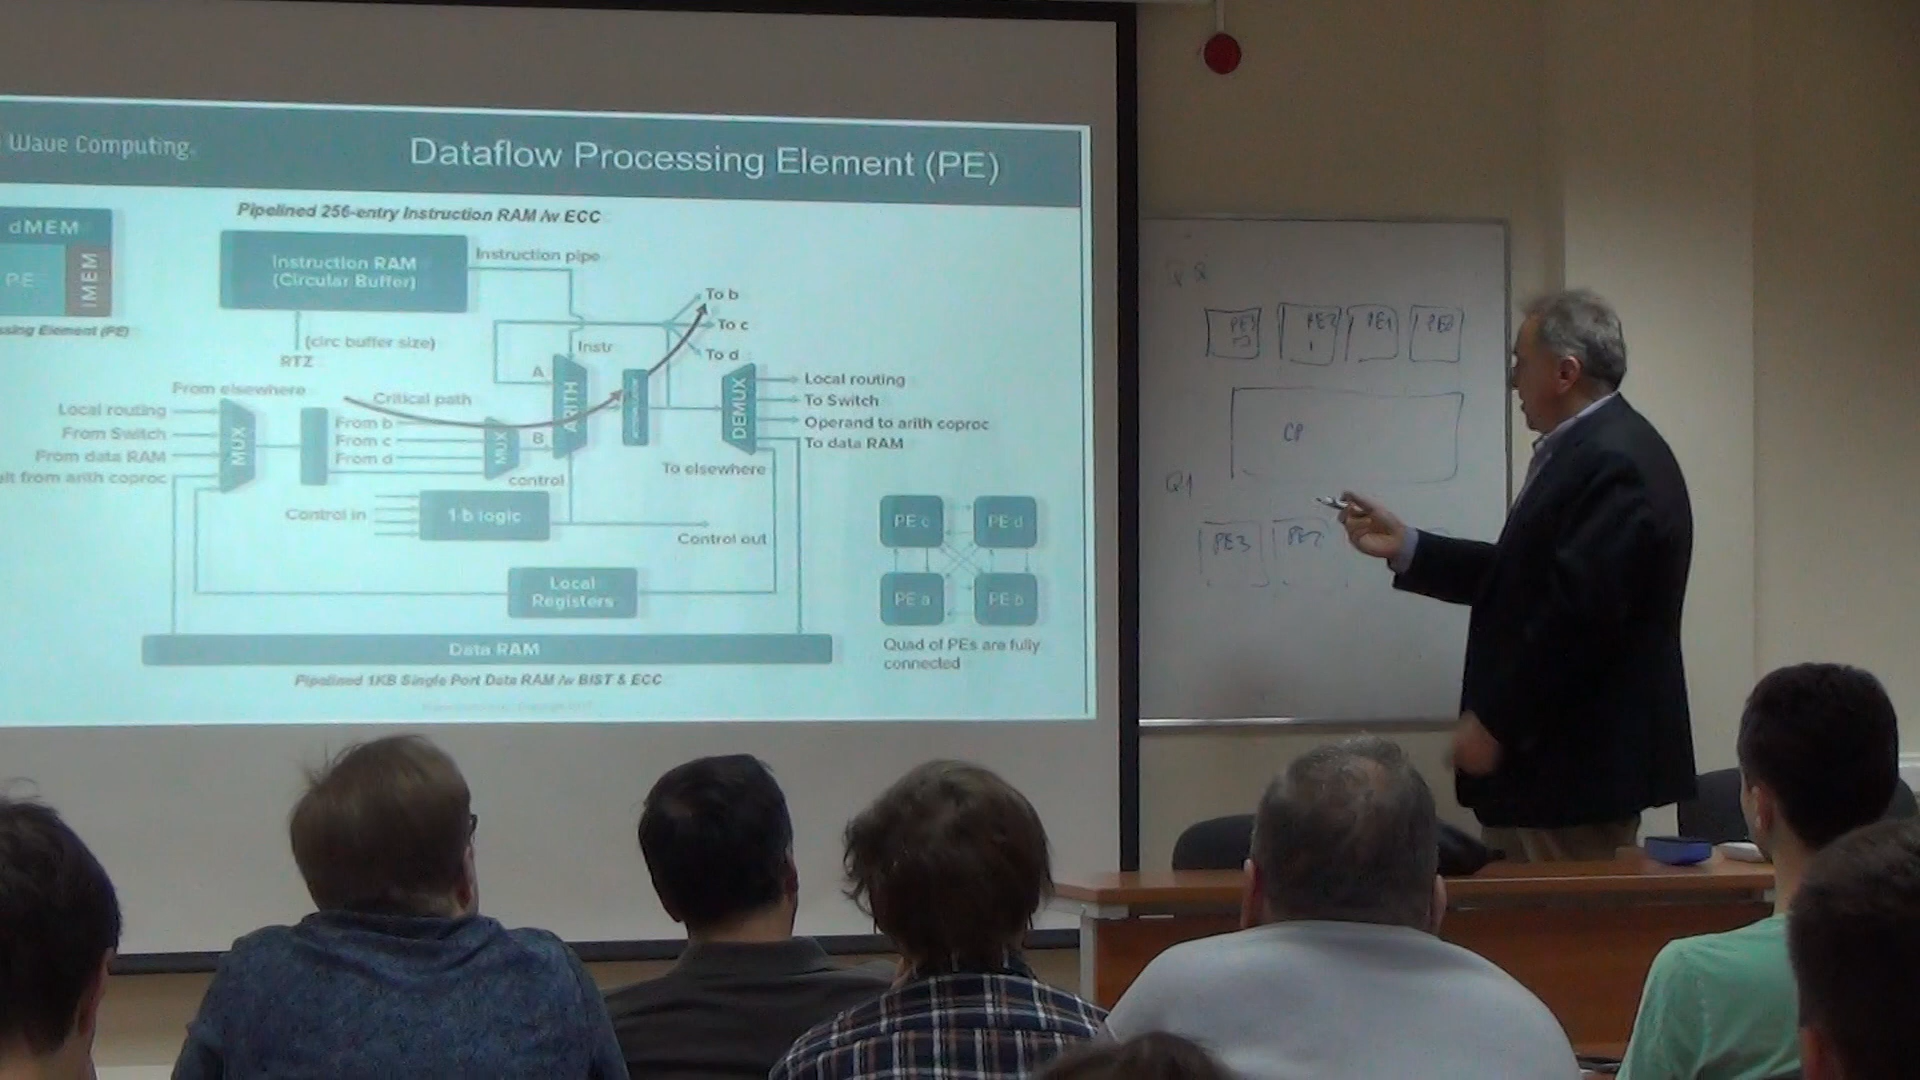 Wave Computing.
Dataflow Processing Element (PE)
dMEM
PE
IMEM
Element (PE)
Pipelined 256-entry Instruction RAM /w ECC
Instruction RAM
(Circular Buffer)
Instruction pipe
(circ buffer size)
RTZ
Instr
To b
To c
To d
A
B
ARITH
From elsewhere
Local routing
From Switch
From data RAM
from arith coproc
MUX
Critical path
From b
From c
From d
MUX
control
DEMUX
Local routing
To Switch
Operand to arith coproc
To data RAM
To elsewhere
Control in
1-b logic
Control out
Local
Registers
Data RAM
Pipelined 1KB Single Port Data RAM /w BIST & ECC
PE c
PE d
PE a
PE b
Quad of PEs are fully
connected
PE3
PE2
PE1
PE0
CP
Q1
PE3
PE2